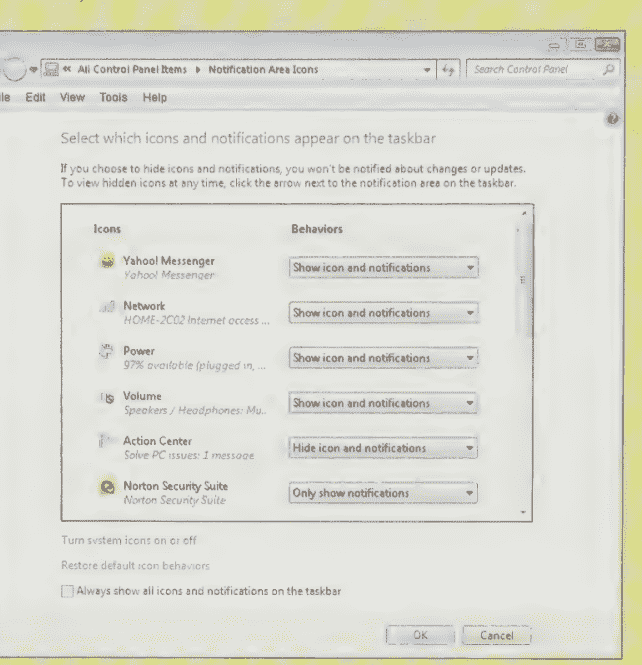 « All Control Panel Items ▸ Notification Area Icons
Search Control Panel
le Edit View Tools Help
Select which icons and notifications appear on the taskbar
If you choose to hide icons and notifications, you won't be notified about changes or updates.
To view hidden icons at any time, click the arrow next to the notification area on the taskbar.
Icons Behaviors
Yahoo! Messenger
Yahoo! Messenger
Show icon and notifications
Network
HOME-2C02 Internet access ...
Show icon and notifications
Power
97% available (plugged in, ...
Show icon and notifications
Volume
Speakers / Headphones: Mu..
Show icon and notifications
Action Center
Solve PC issues: 1 message
Hide icon and notifications
Norton Security Suite
Norton Security Suite
Only show notifications
Turn system icons on or off
Restore default icon behaviors
Always show all icons and notifications on the taskbar
OK Cancel